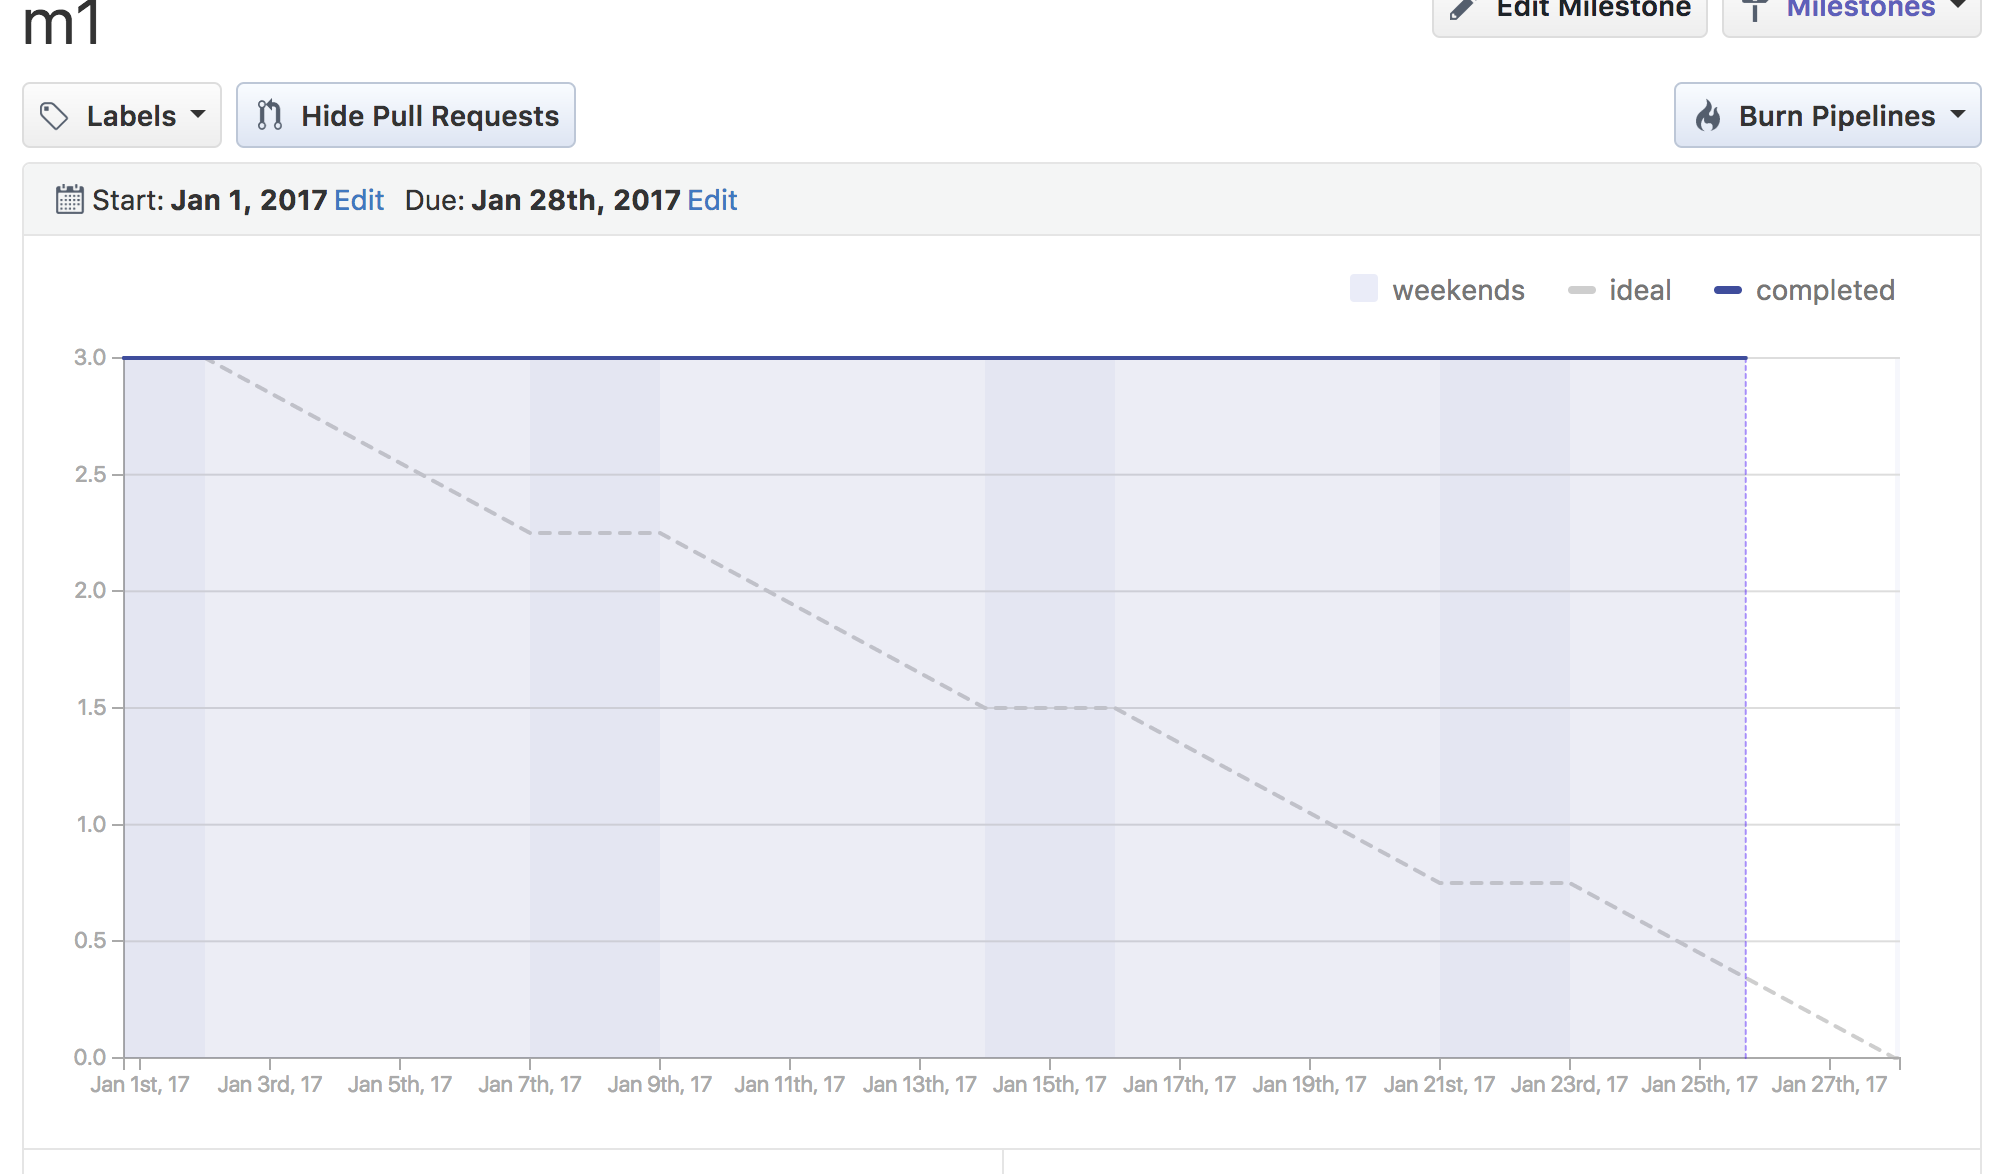 m1
Edit Milestone
Milestones
Labels
Hide Pull Requests
Burn Pipelines
Start: Jan 1, 2017 Edit Due: Jan 28th, 2017 Edit
weekends
ideal
completed
3.0
2.5
2.0
1.5
1.0
0.5
0.0
Jan 1st, 17
Jan 3rd, 17
Jan 5th, 17
Jan 7th, 17
Jan 9th, 17
Jan 11th, 17
Jan 13th, 17
Jan 15th, 17
Jan 17th, 17
Jan 19th, 17
Jan 21st, 17
Jan 23rd, 17
Jan 25th, 17
Jan 27th, 17